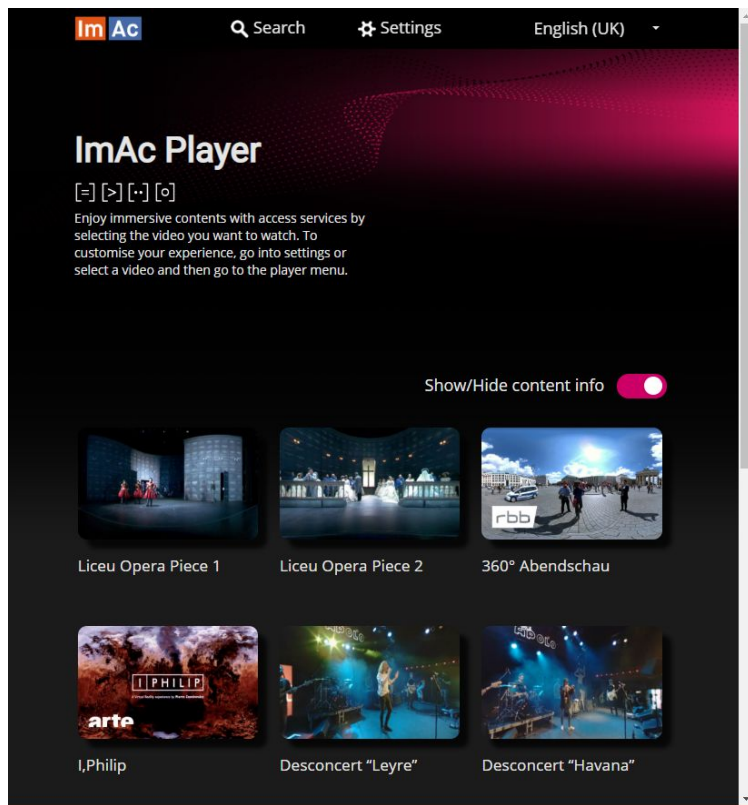 Im Ac
Search
Settings
English (UK)
ImAc Player
[=] [>] [··] [o]
Enjoy immersive contents with access services by
selecting the video you want to watch. To
customise your experience, go into settings or
select a video and then go to the player menu.
Show/Hide content info
rbb
Liceu Opera Piece 1
Liceu Opera Piece 2
360° Abendschau
I PHILIP
arte
I,Philip
Desconcert “Leyre”
Desconcert “Havana”